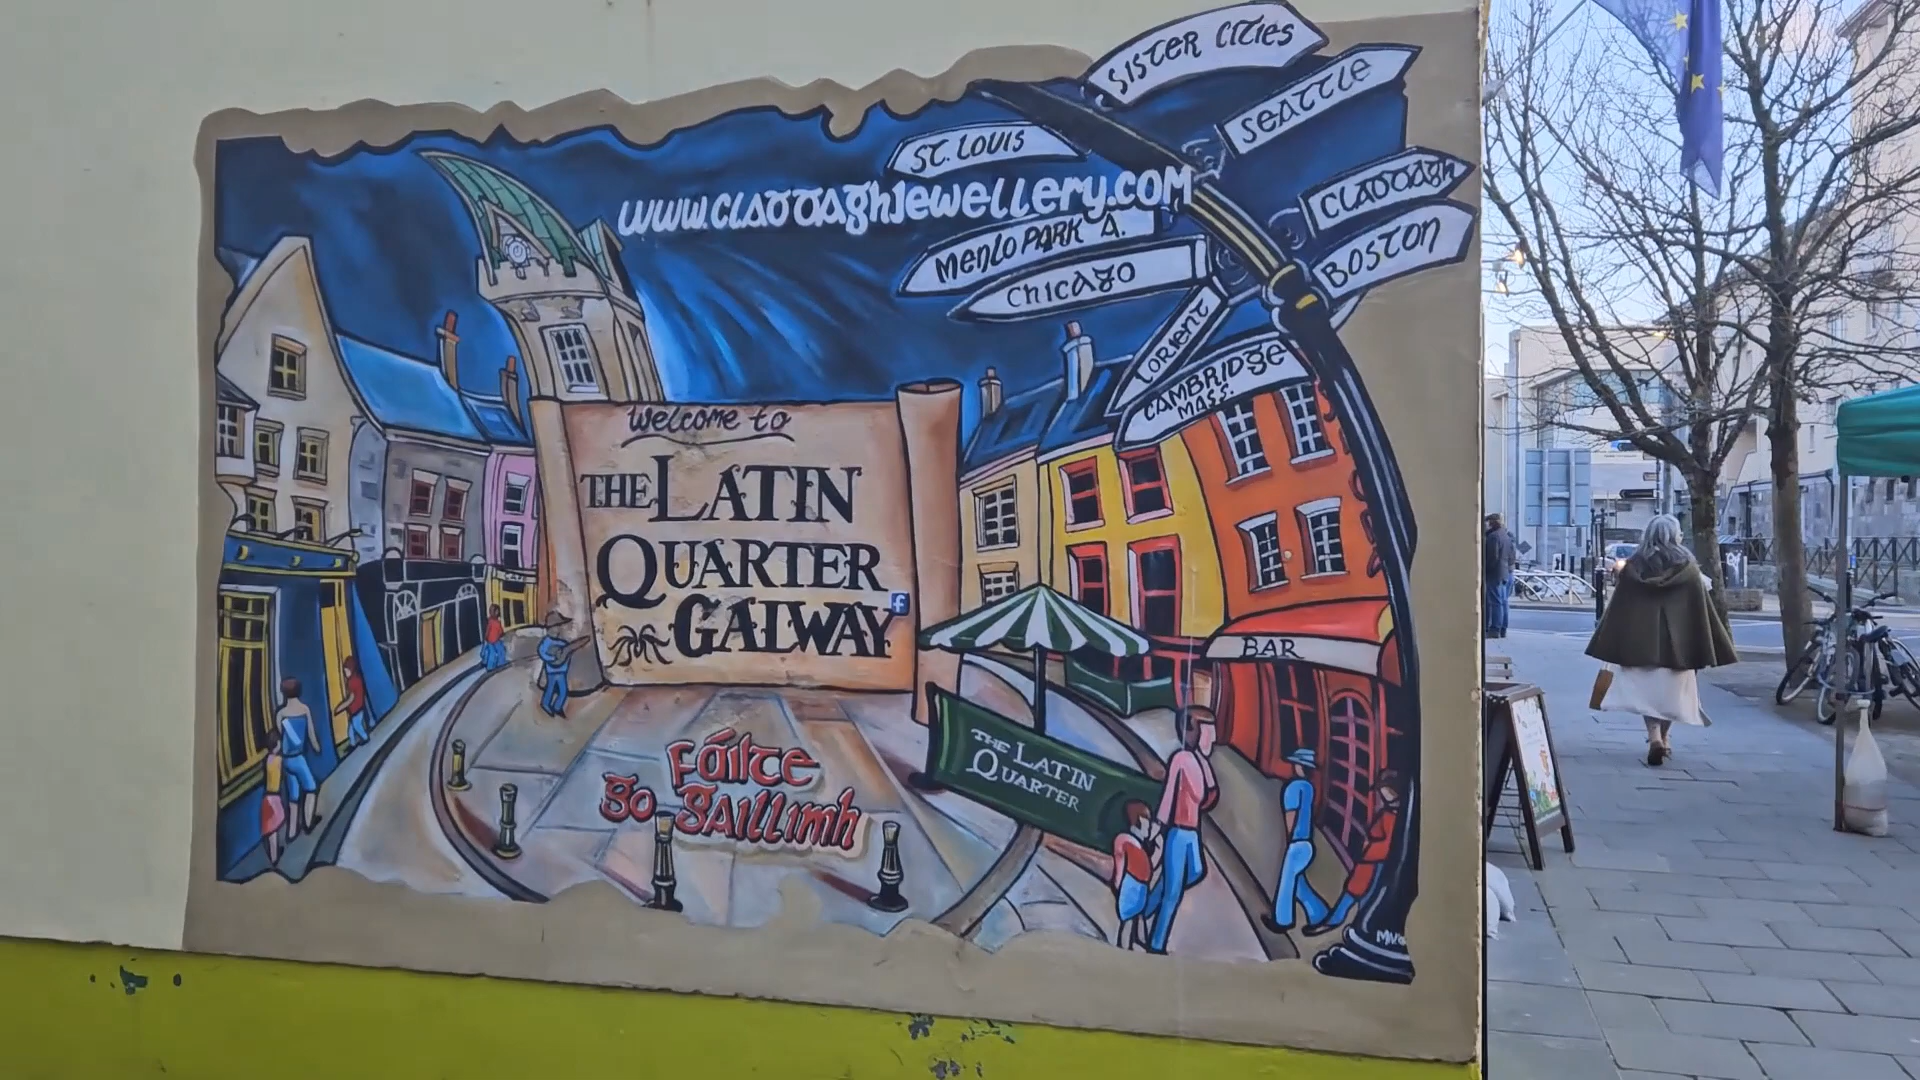 SISTER CITIES
SEATTLE
ST. LOUIS
www.claddaghjewellery.com
CLADDAGH
MENLO PARK A.
BOSTON
CHICAGO
LORIENT
CAMBRIDGE
MASS.
Welcome to
THE LATIN
QUARTER
GALWAY
f
BAR
THE LATIN
QUARTER
Fáilte
go gaillimh